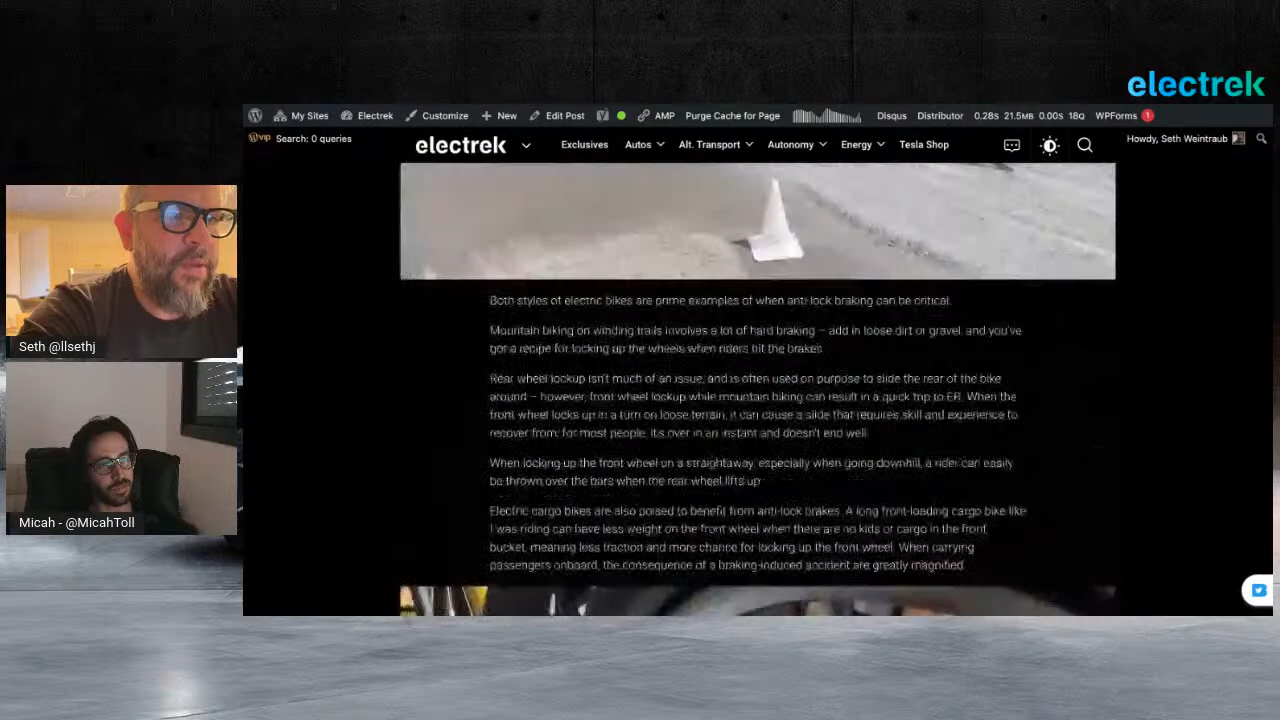 electrek
My Sites Electrek Customize New Edit Post AMP Purge Cache for Page Disqus Distributor 0.28s 21.5MB 0.00s 18Q WPForms 1
vip Search: 0 queries
Howdy, Seth Weintraub
electrek Exclusives Autos Alt. Transport Autonomy Energy Tesla Shop
Both styles of electric bikes are prime examples of when anti-lock braking can be critical.
Mountain biking on winding trails involves a lot of hard braking – add in loose dirt or gravel, and you've
got a recipe for locking up the wheels when riders hit the brakes.
Rear wheel lockup isn't much of an issue, and is often used on purpose to slide the rear of the bike
around – however, front wheel lockup while mountain biking can result in a quick trip to ER. When the
front wheel locks up in a turn on loose terrain, it can cause a slide that requires skill and experience to
recover from; for most people, it's over in an instant and doesn't end well.
When locking up the front wheel on a straightaway, especially when going downhill, a rider can easily
be thrown over the bars when the rear wheel lifts up.
Electric cargo bikes are also poised to benefit from anti-lock brakes. A long front-loading cargo bike like
I was riding can have less weight on the front wheel when there are no kids or cargo in the front
bucket, meaning less traction and more chance for locking up the front wheel. When carrying
passengers onboard, the consequence of a braking-induced accident are greatly magnified.
Seth @llsethj
Micah - @MicahToll